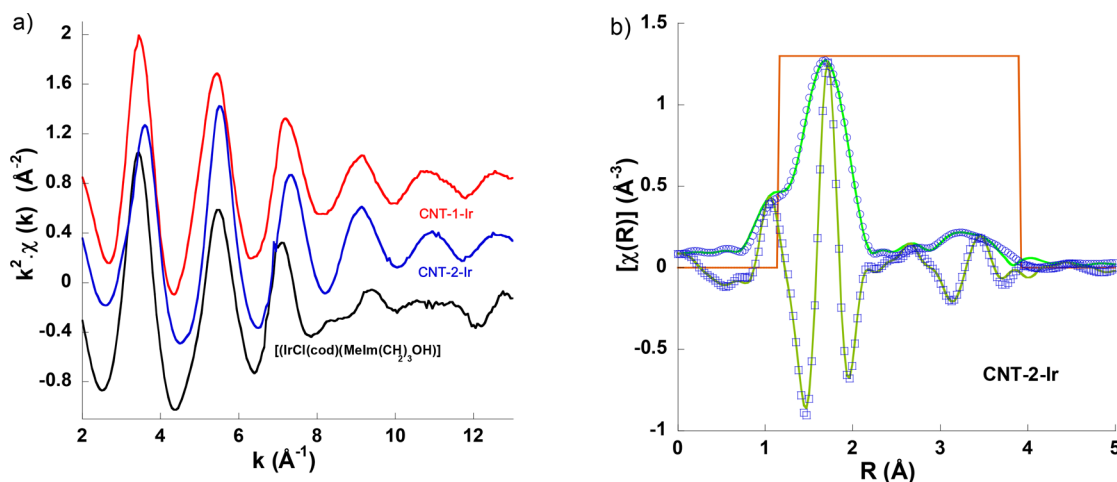 a)
2
1.6
1.2
0.8
0.4
0
-0.4
-0.8
k².χ (k) (Å⁻²)
CNT-1-Ir
CNT-2-Ir
[(IrCl(cod)(MeIm(CH₂)₃OH)]
2 4 6 8 10 12
k (Å⁻¹)
b)
1.5
1
0.5
0
-0.5
-1
[χ(R)] (Å⁻³)
CNT-2-Ir
0 1 2 3 4 5
R (Å)